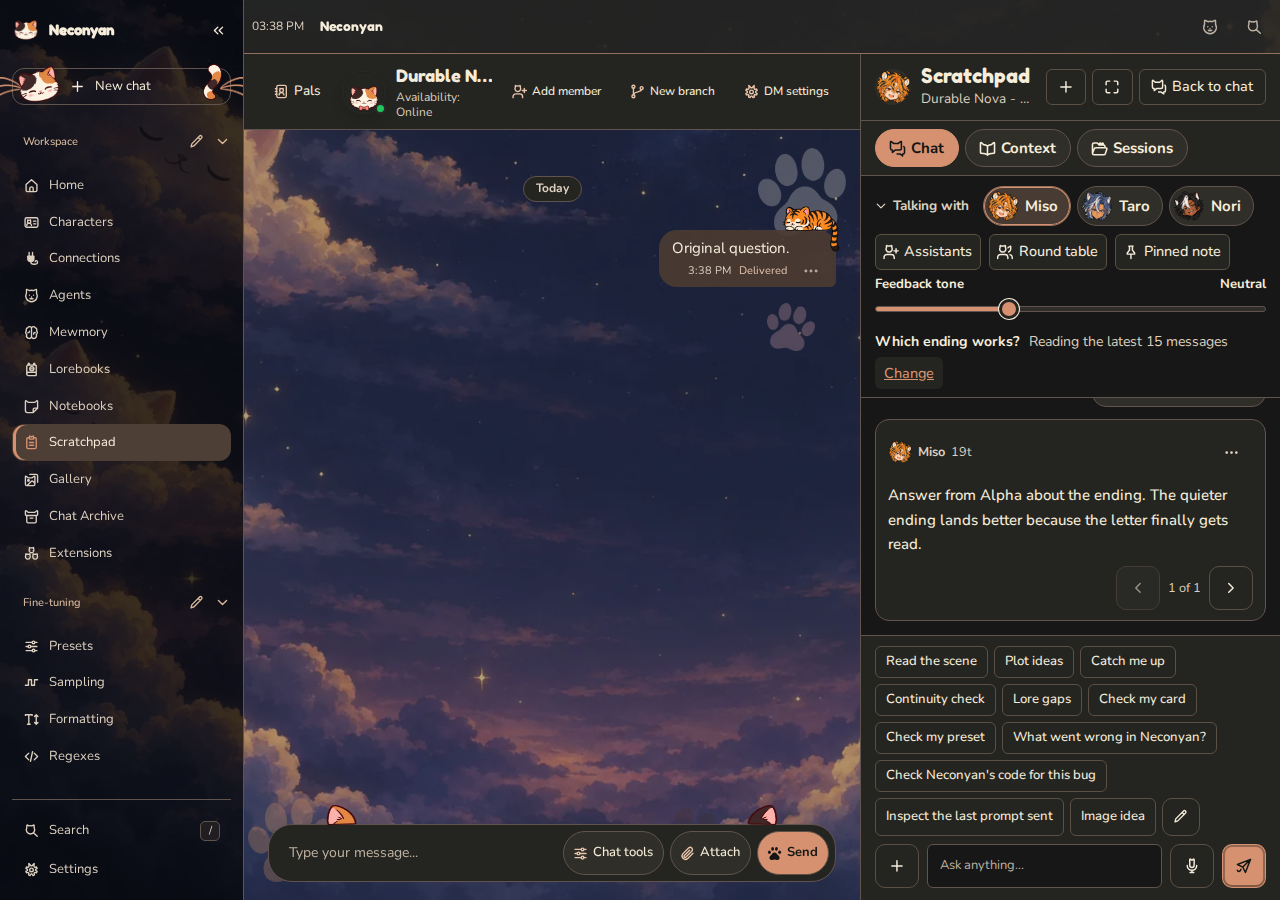 Neconyan
New chat
Workspace
Home
Characters
Connections
Agents
Mewmory
Lorebooks
Notebooks
Scratchpad
Gallery
Chat Archive
Extensions
Fine-tuning
Presets
Sampling
Formatting
Regexes
Search /
Settings
03:38 PM Neconyan
Pals
Durable N...
Availability:
Online
Add member
New branch
DM settings
Today
Original question.
3:38 PM Delivered
Type your message...
Chat tools
Attach
Send
Scratchpad
Durable Nova - ...
Back to chat
Chat
Context
Sessions
Talking with
Miso
Taro
Nori
Assistants
Round table
Pinned note
Feedback tone Neutral
Which ending works? Reading the latest 15 messages
Change
Miso 19t
Answer from Alpha about the ending. The quieter
ending lands better because the letter finally gets
read.
1 of 1
Read the scene
Plot ideas
Catch me up
Continuity check
Lore gaps
Check my card
Check my preset
What went wrong in Neconyan?
Check Neconyan's code for this bug
Inspect the last prompt sent
Image idea
Ask anything...